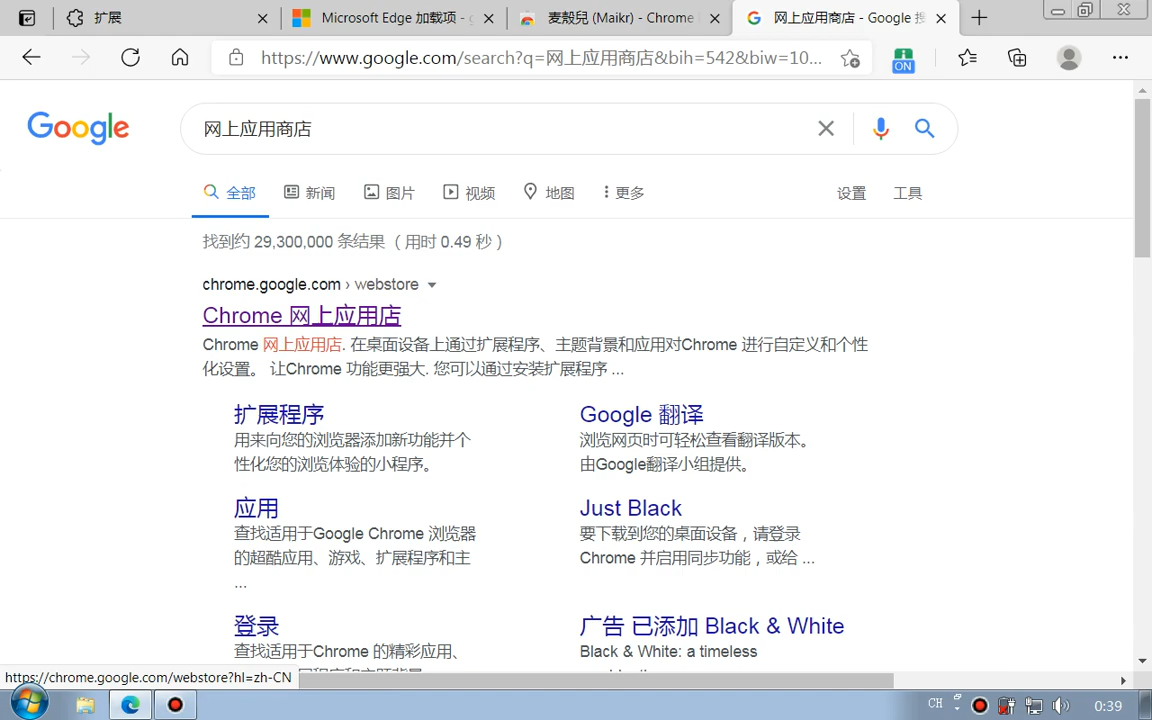 扩展
Microsoft Edge 加载项 -
麦殼兒 (Maikr) - Chrome
网上应用商店 - Google 搜
https://www.google.com/search?q=网上应用商店&bih=542&biw=10...
ON
Google
网上应用商店
全部
新闻
图片
视频
地图
更多
设置
工具
找到约 29,300,000 条结果 （用时 0.49 秒）
chrome.google.com › webstore
Chrome 网上应用店
Chrome 网上应用店. 在桌面设备上通过扩展程序、主题背景和应用对Chrome 进行自定义和个性
化设置。 让Chrome 功能更强大. 您可以通过安装扩展程序 ...
扩展程序
用来向您的浏览器添加新功能并个
性化您的浏览体验的小程序。
Google 翻译
浏览网页时可轻松查看翻译版本。
由Google翻译小组提供。
应用
查找适用于Google Chrome 浏览器
的超酷应用、游戏、扩展程序和主
...
Just Black
要下载到您的桌面设备，请登录
Chrome 并启用同步功能，或给 ...
登录
查找适用于Chrome 的精彩应用、
广告 已添加 Black & White
Black & White: a timeless
https://chrome.google.com/webstore?hl=zh-CN
CH
0:39